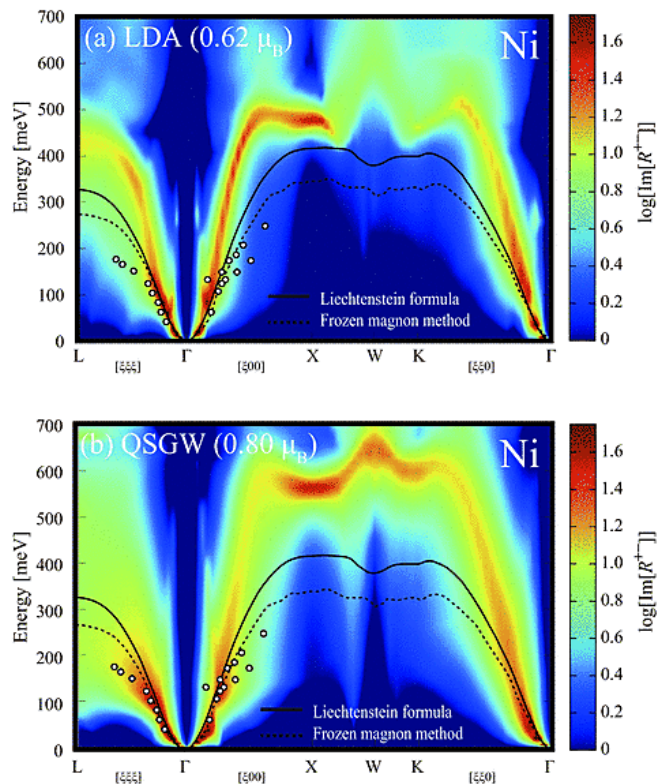 (a) LDA (0.62 μB)
Ni
700
600
500
400
300
200
100
0
Energy [meV]
Liechtenstein formula
Frozen magnon method
L
Γ
X
W
K
Γ
[ξξξ]
[ξ00]
[ξξ0]
1.6
1.4
1.2
1.0
0.8
0.6
0.4
0.2
0
log[Im[R+−]]
(b) QSGW (0.80 μB)
Ni
700
600
500
400
300
200
100
0
Energy [meV]
Liechtenstein formula
Frozen magnon method
L
Γ
X
W
K
Γ
[ξξξ]
[ξ00]
[ξξ0]
1.6
1.4
1.2
1.0
0.8
0.6
0.4
0.2
0
log[Im[R+−]]